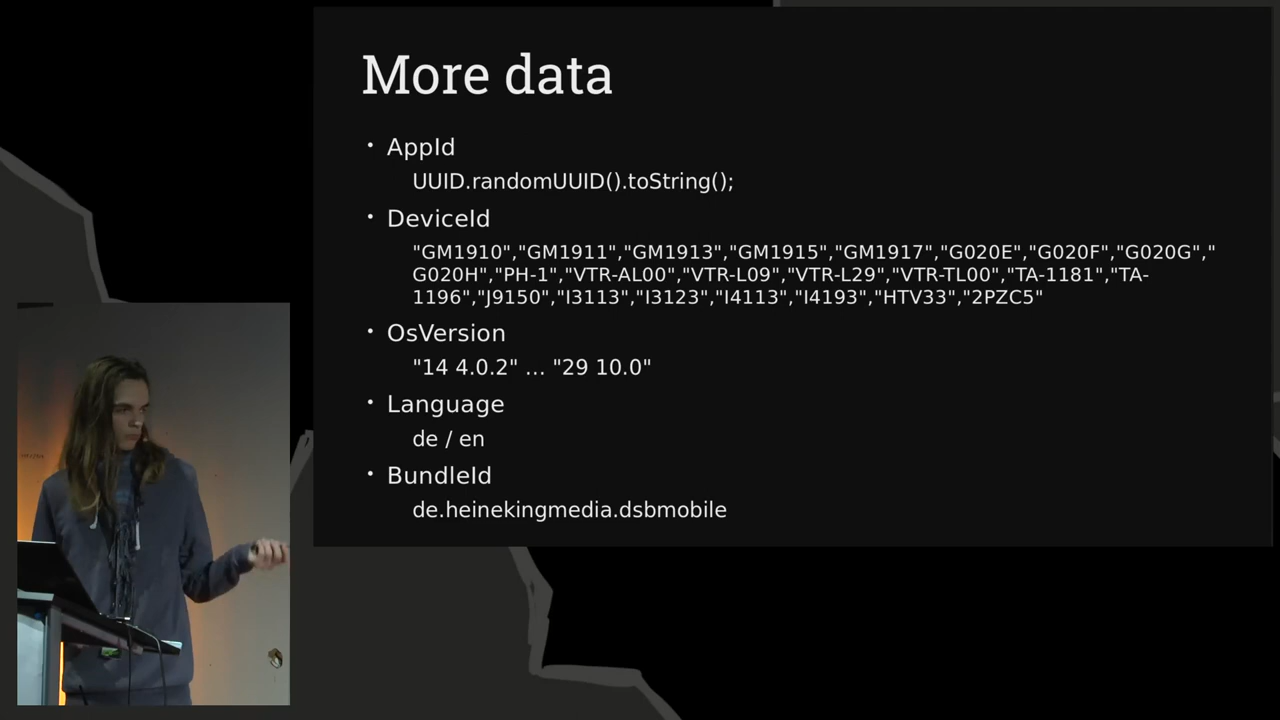 More data
• AppId
UUID.randomUUID().toString();
• DeviceId
"GM1910","GM1911","GM1913","GM1915","GM1917","G020E","G020F","G020G","
G020H","PH-1","VTR-AL00","VTR-L09","VTR-L29","VTR-TL00","TA-1181","TA-
1196","J9150","I3113","I3123","I4113","I4193","HTV33","2PZC5"
• OsVersion
"14 4.0.2" … "29 10.0"
• Language
de / en
• BundleId
de.heinekingmedia.dsbmobile